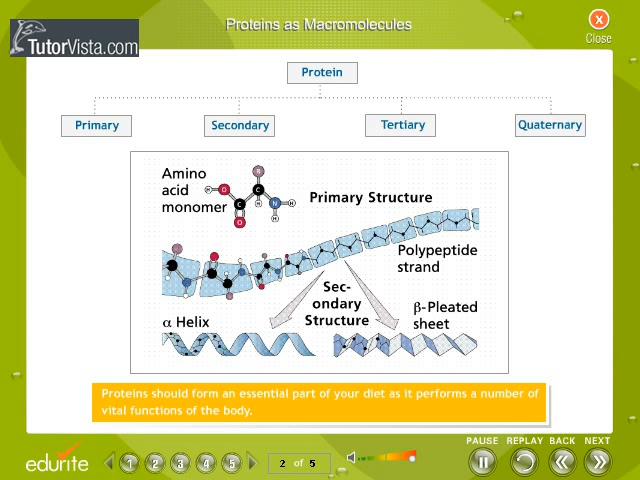 Proteins as Macromolecules
X
Close
TutorVista.com
Protein
Primary
Secondary
Tertiary
Quaternary
Amino
acid
monomer
R
H
O
C
C
N
H
H
H
O
Primary Structure
Polypeptide
strand
Sec-
ondary
Structure
α Helix
β-Pleated
sheet
Proteins should form an essential part of your diet as it performs a number of
vital functions of the body.
edurite
1 2 3 4 5
2 of 5
PAUSE REPLAY BACK NEXT